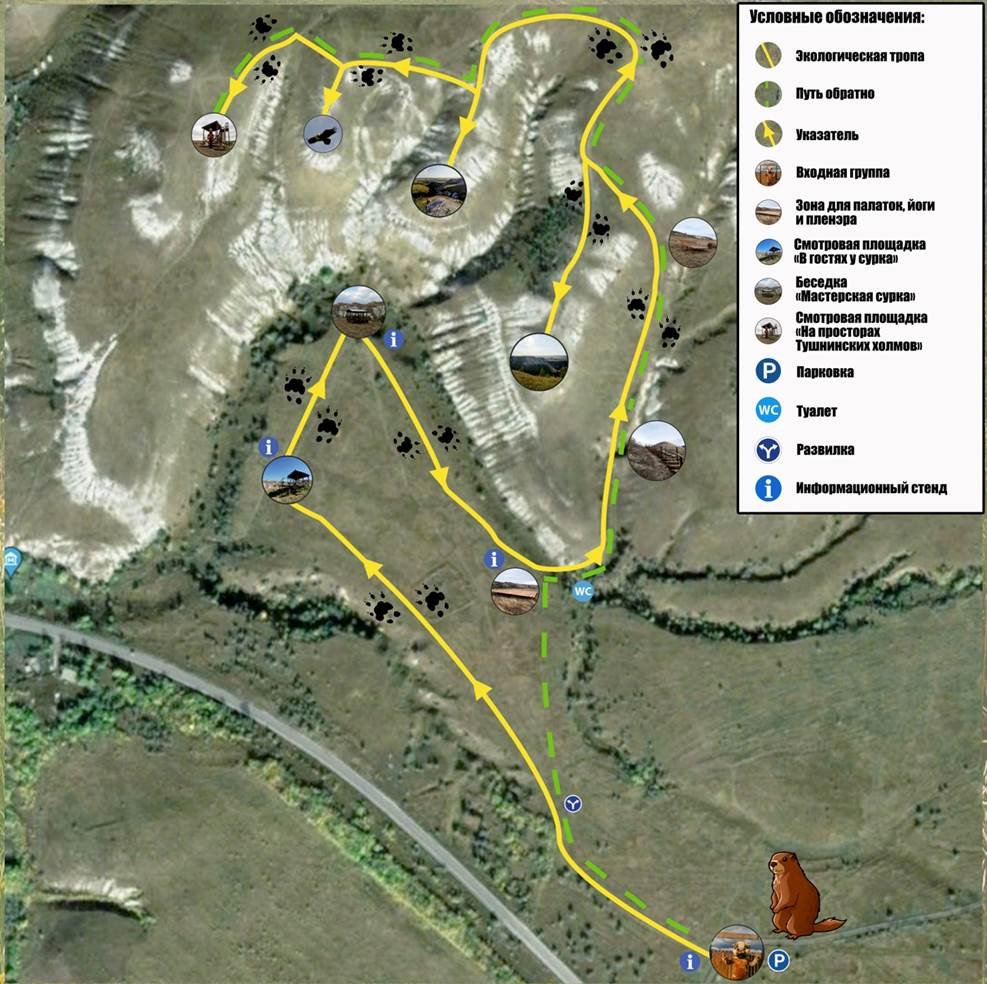 Условные обозначения:
Экологическая тропа
Путь обратно
Указатель
Входная группа
Зона для палаток, йоги
и пленэра
Смотровая площадка
«В гостях у сурка»
Беседка
«Мастерская сурка»
Смотровая площадка
«На просторах
Тушнинских холмов»
P Парковка
WC Туалет
Развилка
i Информационный стенд
i
i
i
WC
i
P